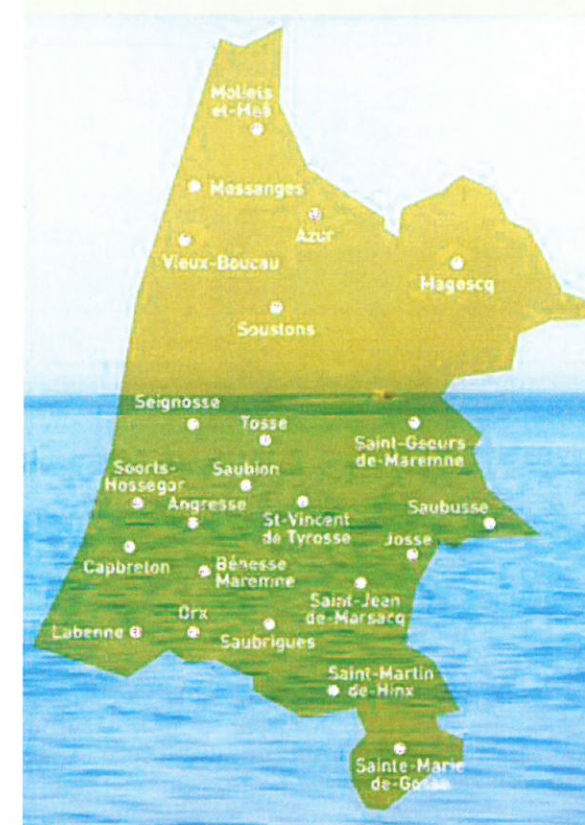 Moliets
et-Maâ
Messanges
Azur
Vieux-Boucau
Magescq
Soustons
Seignosse
Tosse
Saint-Geours
de-Maremne
Soorts-
Hossegor
Saubion
Angresse
St-Vincent
de Tyrosse
Saubusse
Capbreton
Bénesse
Maremne
Josse
Saint-Jean
de-Marsacq
Labenne
Orx
Saubrigues
Saint-Martin
de-Hinx
Sainte-Marie
de-Gosse